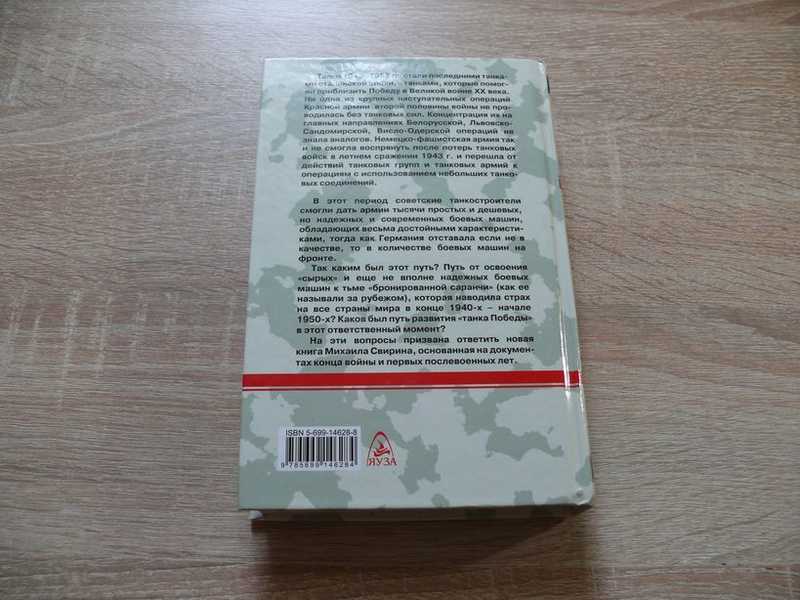 Танки 19 1953 гг. стали последними танка-
ми сталинской эпохи, – танками, которые помог-
ли приблизить Победу в Великой войне XX века.
Ни одна из крупных наступательных операций
Красной армии второй половины войны не про-
водилась без танковых сил. Концентрация их на
главных направлениях Белорусской, Львовско-
Сандомирской, Висло-Одерской операций не
знала аналогов. Немецко-фашистская армия так
и не смогла воспрянуть после потерь танковых
войск в летнем сражении 1943 г. и перешла от
действий танковых групп и танковых армий к
операциям с использованием небольших танко-
вых соединений.
В этот период советские танкостроители
смогли дать армии тысячи простых и дешевых,
но надежных и современных боевых машин,
обладающих весьма достойными характеристи-
ками, тогда как Германия отставала если не в
качестве, то в количестве боевых машин на
фронте.
Так каким был этот путь? Путь от освоения
«сырых» и еще не вполне надежных боевых
машин к тьме «бронированной саранчи» (как ее
называли за рубежом), которая наводила страх
на все страны мира в конце 1940-х – начале
1950-х? Каков был путь развития «танка Победы»
в этот ответственный момент?
На эти вопросы призвана ответить новая
книга Михаила Свирина, основанная на докумен-
тах конца войны и первых послевоенных лет.
ISBN 5-699-14628-8
9 785699 146284
ЯУЗА